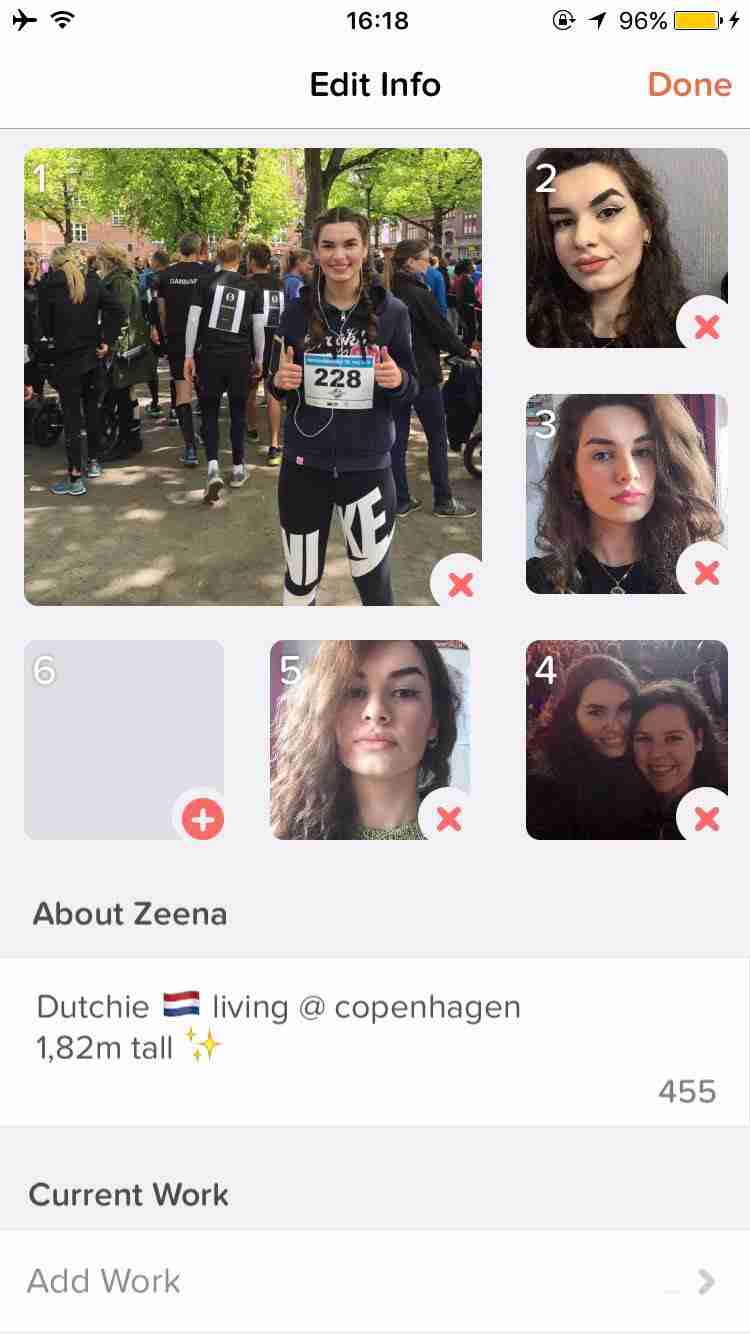 16:18
96%
Edit Info
Done
1
2
228
NIKE
3
6
5
4
About Zeena
Dutchie 🇳🇱 living @ copenhagen
1,82m tall ✨
455
Current Work
Add Work